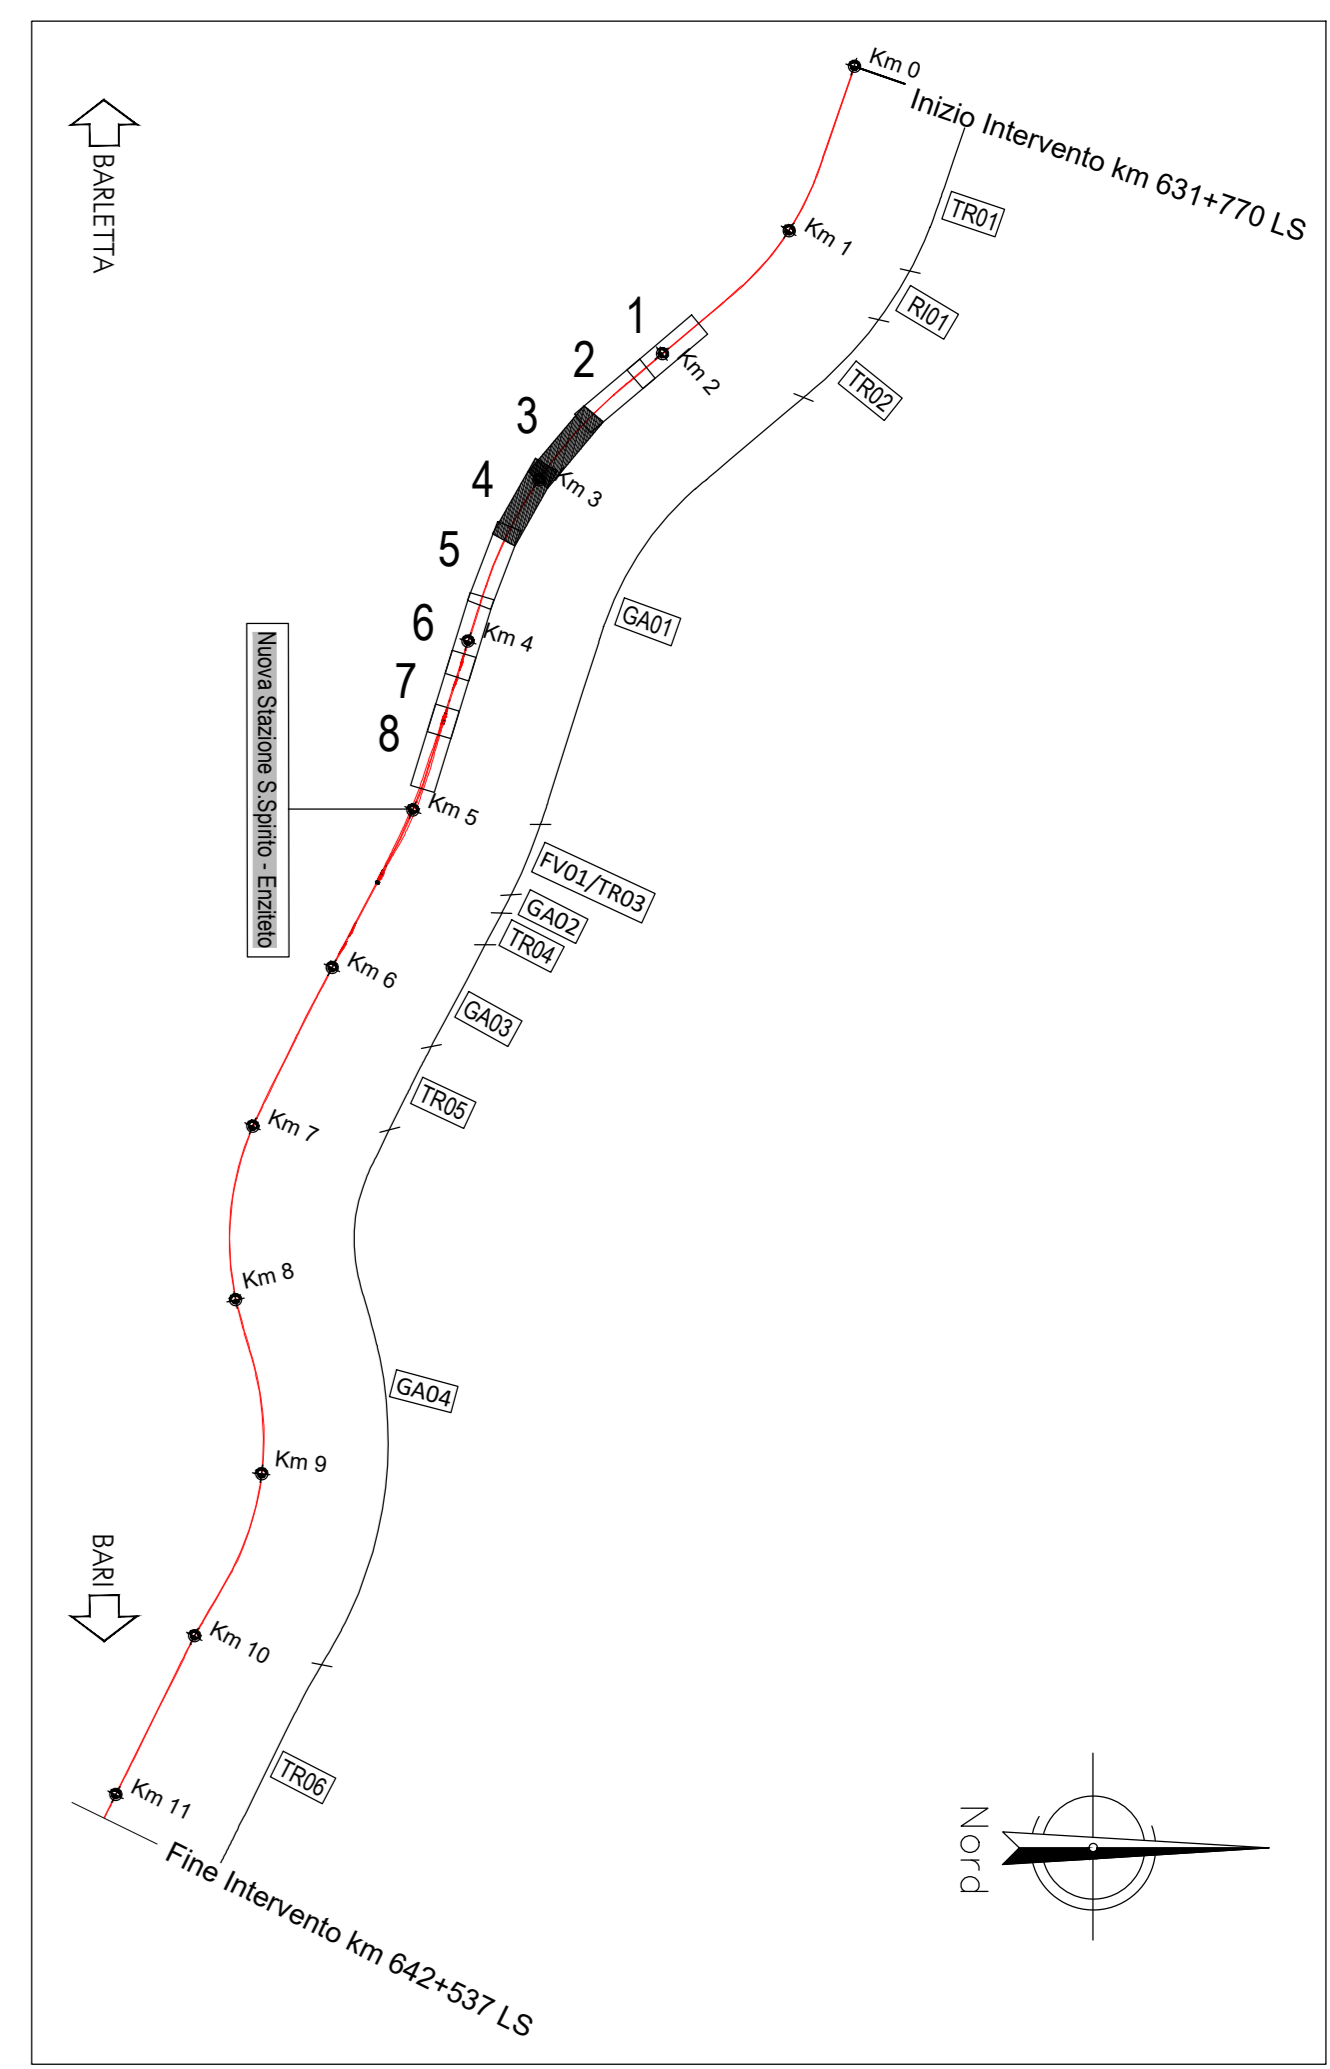 Km 0
Inizio Intervento km 631+770 LS
BARLETTA
TR01
Km 1
RI01
1
Km 2
2
TR02
3
Km 3
4
5
GA01
6
Km 4
7
8
Nuova Stazione S.Spirito - Enziteto
Km 5
FV01/TR03
GA02
TR04
Km 6
GA03
TR05
Km 7
Km 8
GA04
Km 9
BARI
Km 10
TR06
Km 11
Nord
Fine Intervento km 642+537 LS